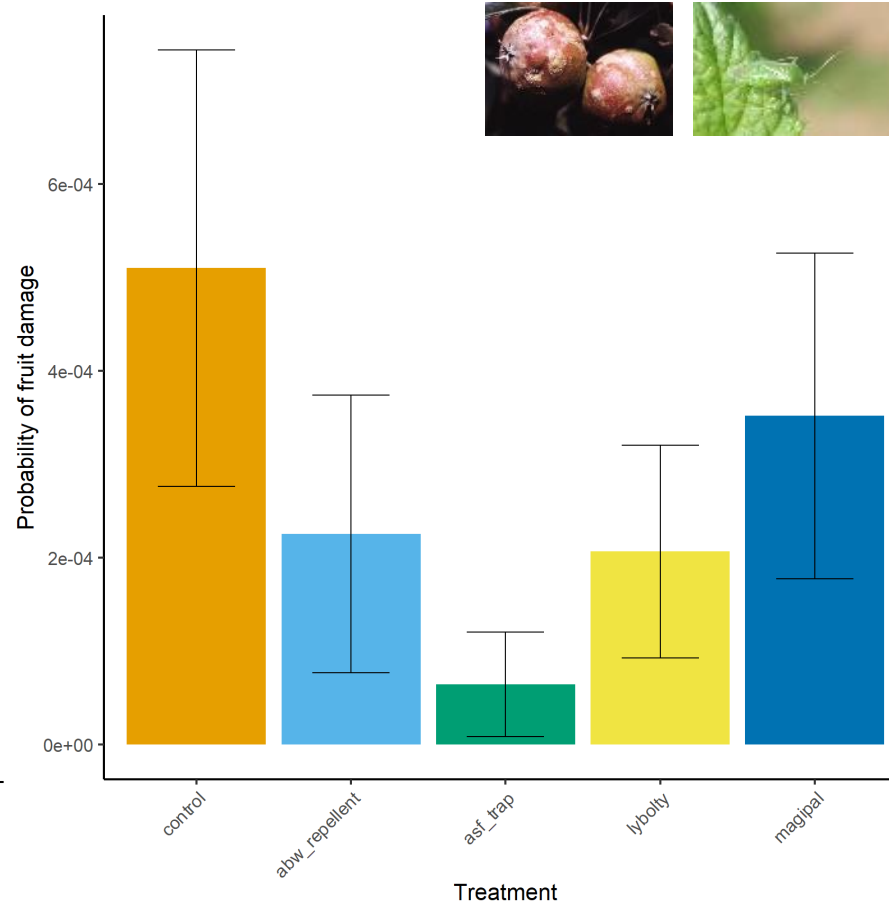 6e-04
4e-04
2e-04
0e+00
Probability of fruit damage
control
abw_repellent
asf_trap
lybolty
magipal
Treatment